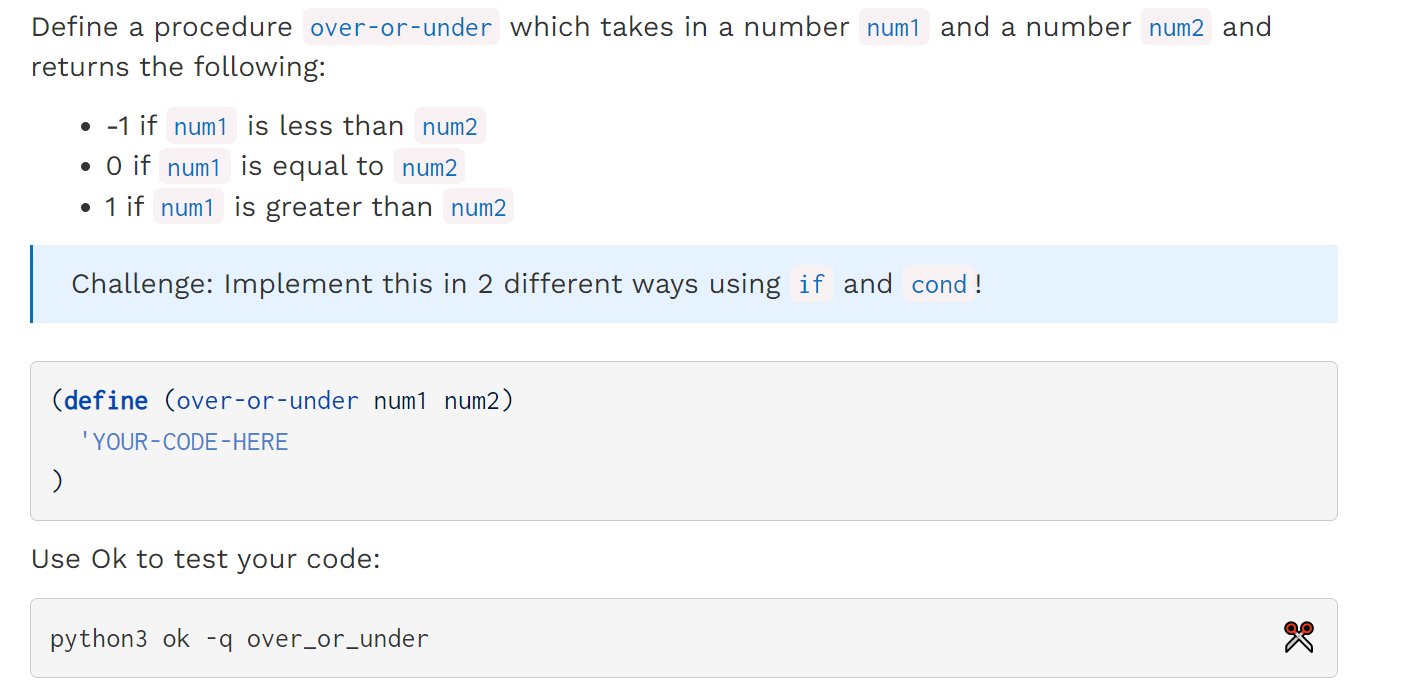 Define a procedure over-or-under which takes in a number num1 and a number num2 and
returns the following:
• -1 if num1 is less than num2
• 0 if num1 is equal to num2
• 1 if num1 is greater than num2
Challenge: Implement this in 2 different ways using if and cond!
(define (over-or-under num1 num2)
  'YOUR-CODE-HERE
)
Use Ok to test your code:
python3 ok -q over_or_under